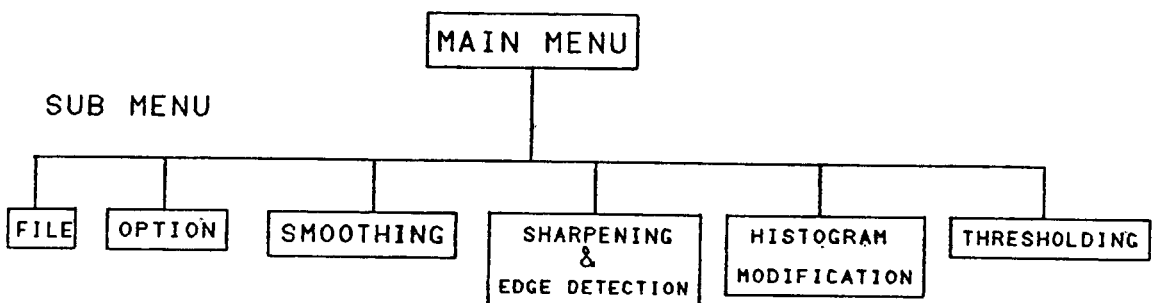 MAIN MENU
SUB MENU
FILE
OPTION
SMOOTHING
SHARPENING
&
EDGE DETECTION
HISTOGRAM
MODIFICATION
THRESHOLDING